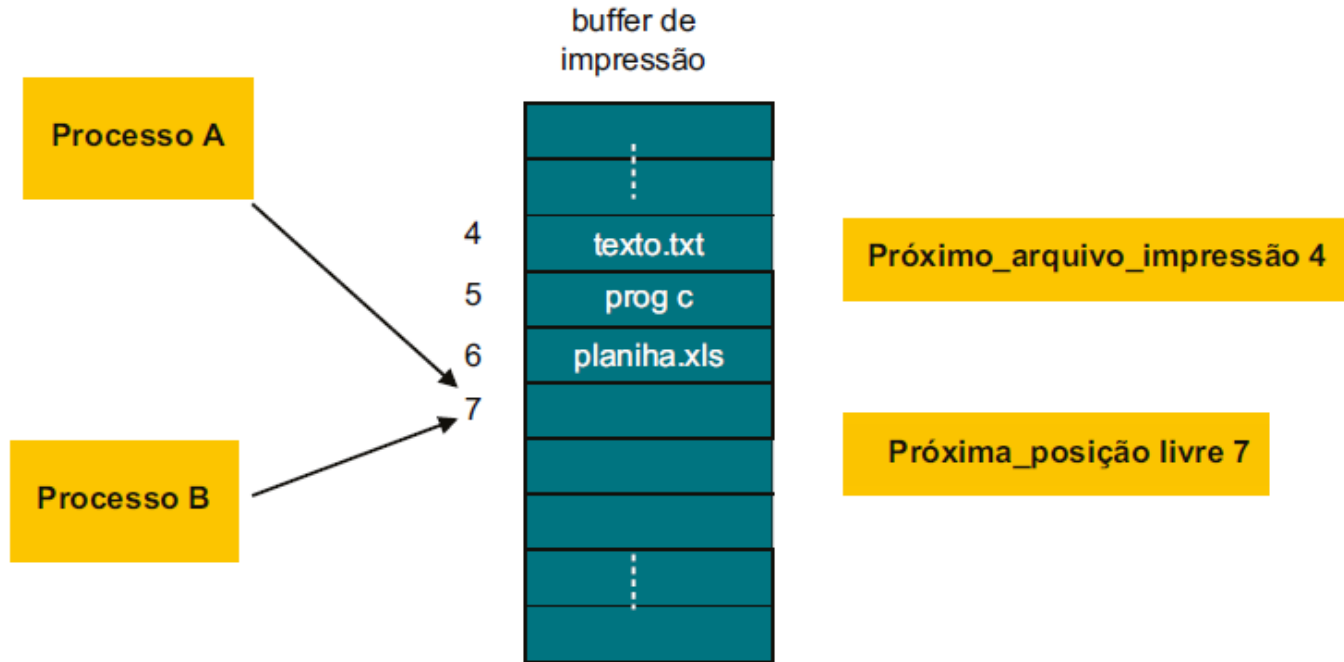 buffer de
impressão
Processo A
4
texto.txt
Próximo_arquivo_impressão 4
5
prog c
6
planiha.xls
7
Próxima_posição livre 7
Processo B